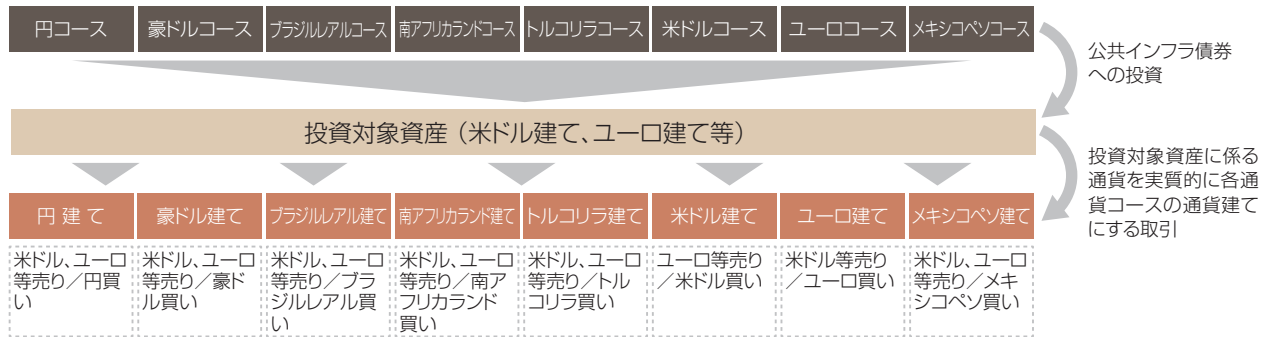 円コース 豪ドルコース ブラジルレアルコース 南アフリカランドコース トルコリラコース 米ドルコース ユーロコース メキシコペソコース
公共インフラ債券
への投資
投資対象資産（米ドル建て、ユーロ建て等）
投資対象資産に係る
通貨を実質的に各通
貨コースの通貨建て
にする取引
円建て 豪ドル建て ブラジルレアル建て 南アフリカランド建て トルコリラ建て 米ドル建て ユーロ建て メキシコペソ建て
米ドル、ユーロ
等売り／円買
い
米ドル、ユーロ
等売り／豪ド
ル買い
米ドル、ユーロ
等売り／ブラ
ジルレアル買
い
米ドル、ユーロ
等売り／南ア
フリカランド
買い
米ドル、ユーロ
等売り／トル
コリラ買い
ユーロ等売り
／米ドル買い
米ドル等売り
／ユーロ買い
米ドル、ユーロ
等売り／メキ
シコペソ買い